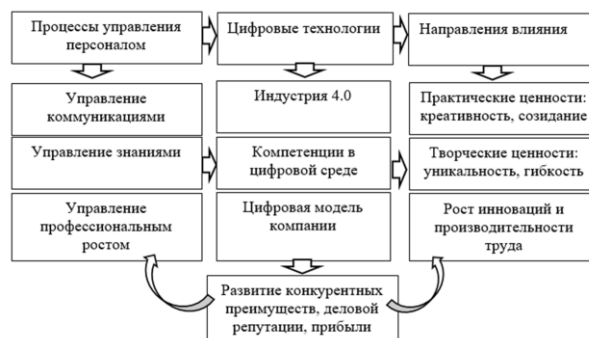 Процессы управления
персоналом
Цифровые технологии
Направления влияния
Управление
коммуникациями
Индустрия 4.0
Практические ценности:
креативность, созидание
Управление знаниями
Компетенции в
цифровой среде
Творческие ценности:
уникальность, гибкость
Управление
профессиональным
ростом
Цифровая модель
компании
Рост инноваций и
производительности
труда
Развитие конкурентных
преимуществ, деловой
репутации, прибыли